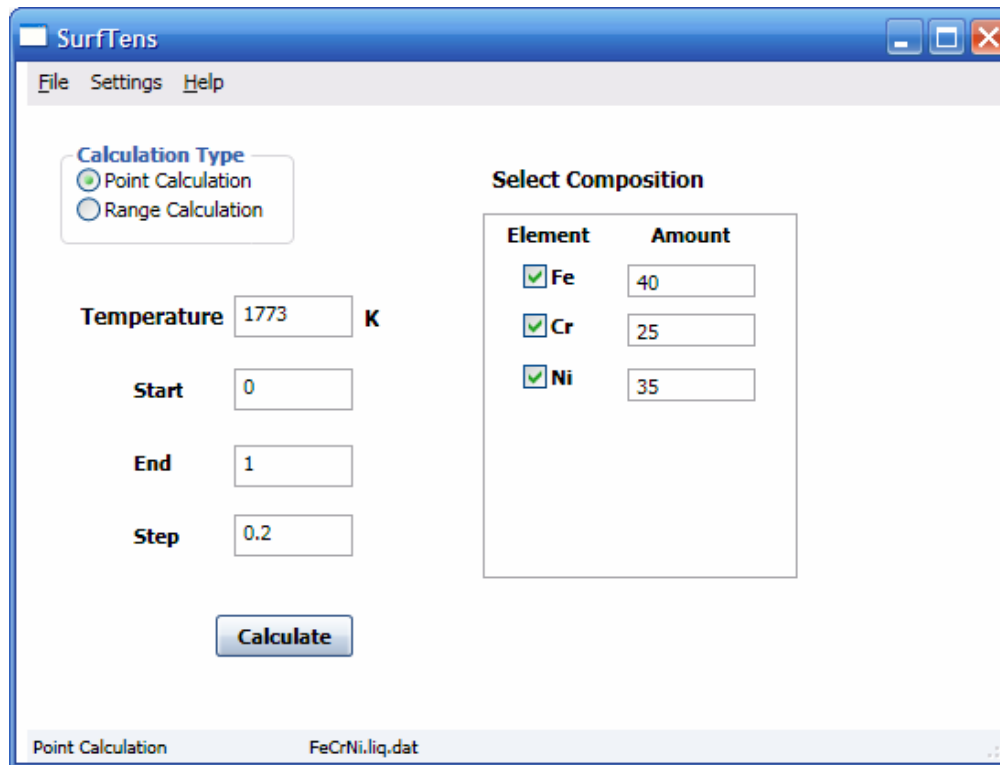 SurfTens
File Settings Help
Calculation Type
Point Calculation
Range Calculation
Select Composition
Element Amount
Fe 40
Temperature 1773 K
Cr 25
Start 0
Ni 35
End 1
Step 0.2
Calculate
Point Calculation FeCrNi.liq.dat